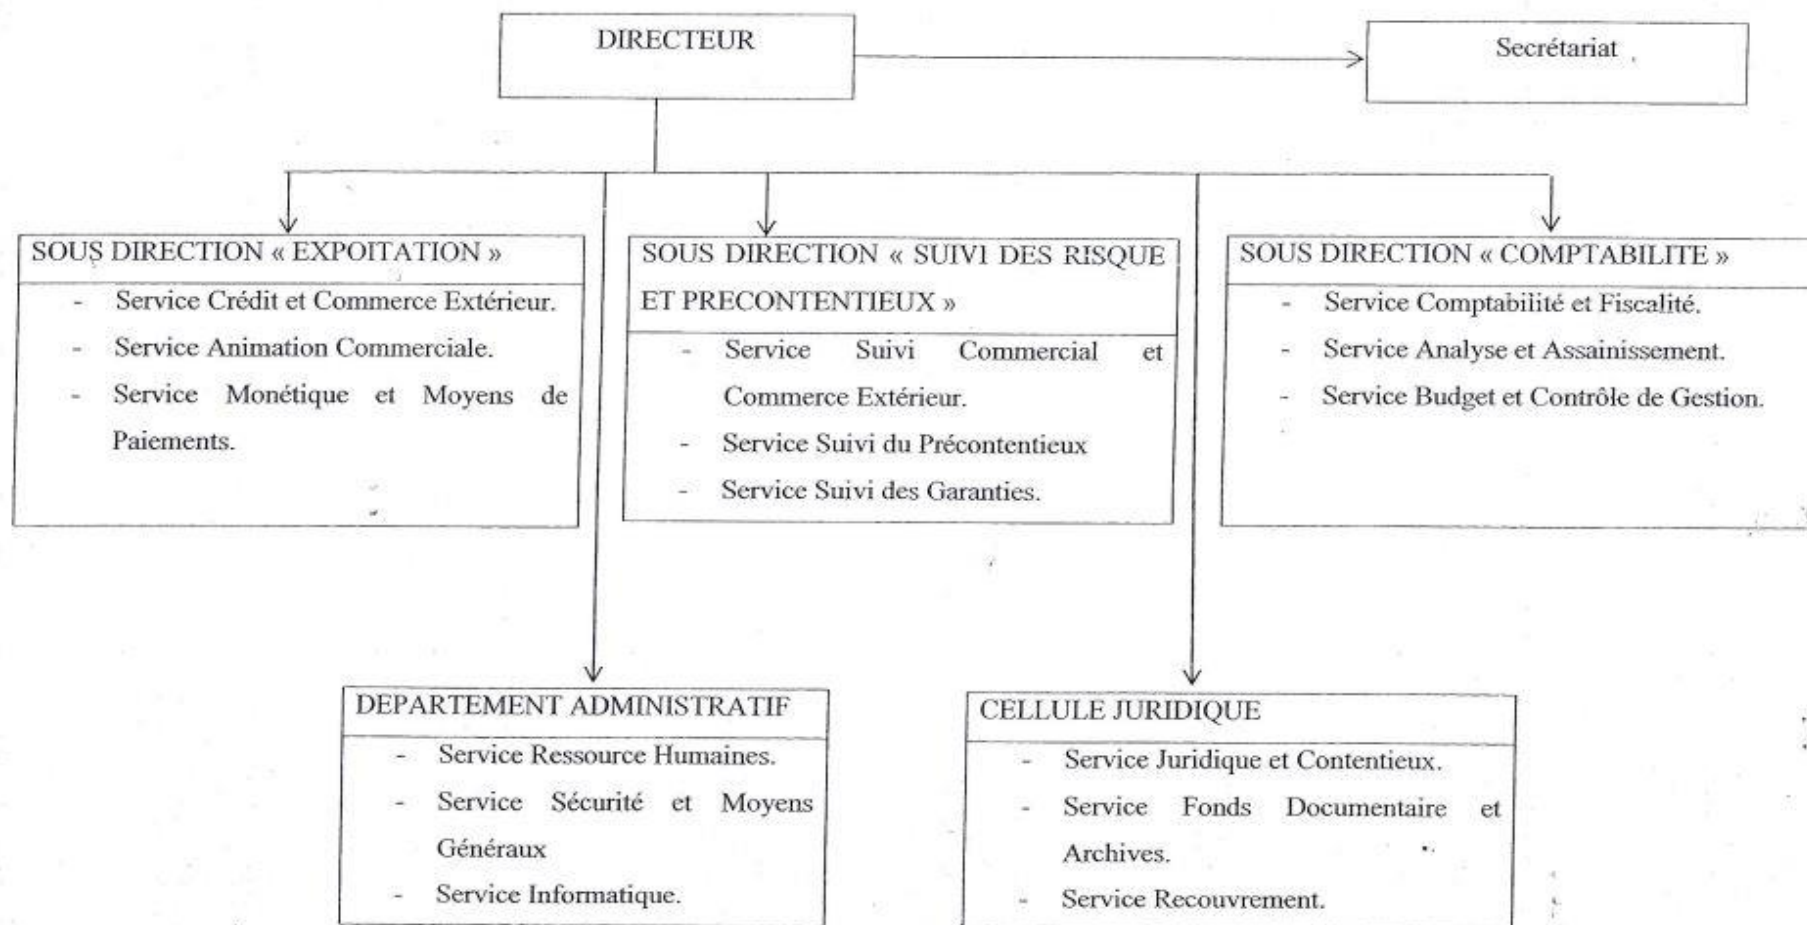 DIRECTEUR
Secrétariat
SOUS DIRECTION « EXPOITATION »
- Service Crédit et Commerce Extérieur.
- Service Animation Commerciale.
- Service Monétique et Moyens de
Paiements.
SOUS DIRECTION « SUIVI DES RISQUE
ET PRECONTENTIEUX »
- Service Suivi Commercial et
Commerce Extérieur.
- Service Suivi du Précontentieux
- Service Suivi des Garanties.
SOUS DIRECTION « COMPTABILITE »
- Service Comptabilité et Fiscalité.
- Service Analyse et Assainissement.
- Service Budget et Contrôle de Gestion.
DEPARTEMENT ADMINISTRATIF
- Service Ressource Humaines.
- Service Sécurité et Moyens
Généraux
- Service Informatique.
CELLULE JURIDIQUE
- Service Juridique et Contentieux.
- Service Fonds Documentaire et
Archives.
- Service Recouvrement.